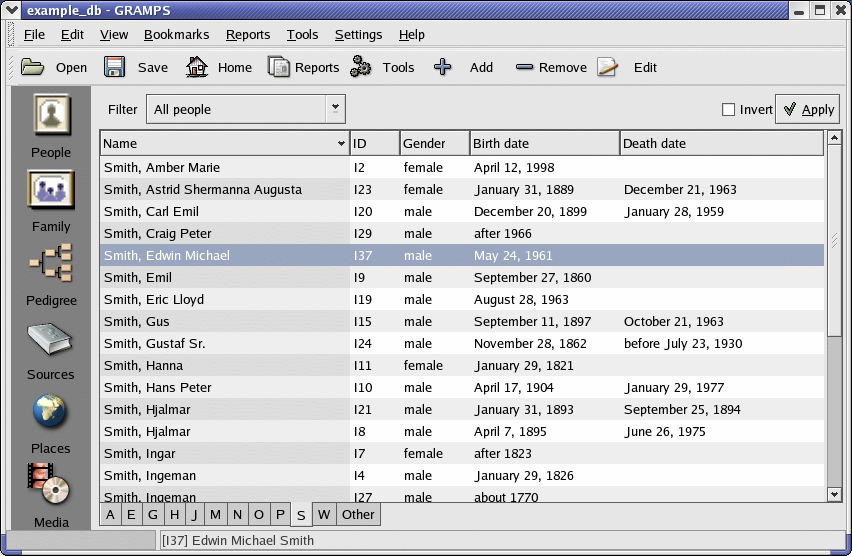 example_db - GRAMPS
File Edit View Bookmarks Reports Tools Settings Help
Open Save Home Reports Tools Add Remove Edit
People
Family
Pedigree
Sources
Places
Media
Filter All people Invert Apply
Name ID Gender Birth date Death date
Smith, Amber Marie I2 female April 12, 1998
Smith, Astrid Shermanna Augusta I23 female January 31, 1889 December 21, 1963
Smith, Carl Emil I20 male December 20, 1899 January 28, 1959
Smith, Craig Peter I29 male after 1966
Smith, Edwin Michael I37 male May 24, 1961
Smith, Emil I9 male September 27, 1860
Smith, Eric Lloyd I19 male August 28, 1963
Smith, Gus I15 male September 11, 1897 October 21, 1963
Smith, Gustaf Sr. I24 male November 28, 1862 before July 23, 1930
Smith, Hanna I11 female January 29, 1821
Smith, Hans Peter I10 male April 17, 1904 January 29, 1977
Smith, Hjalmar I21 male January 31, 1893 September 25, 1894
Smith, Hjalmar I8 male April 7, 1895 June 26, 1975
Smith, Ingar I7 female after 1823
Smith, Ingeman I4 male January 29, 1826
Smith, Ingeman I27 male about 1770
A E G H J M N O P S W Other
[I37] Edwin Michael Smith